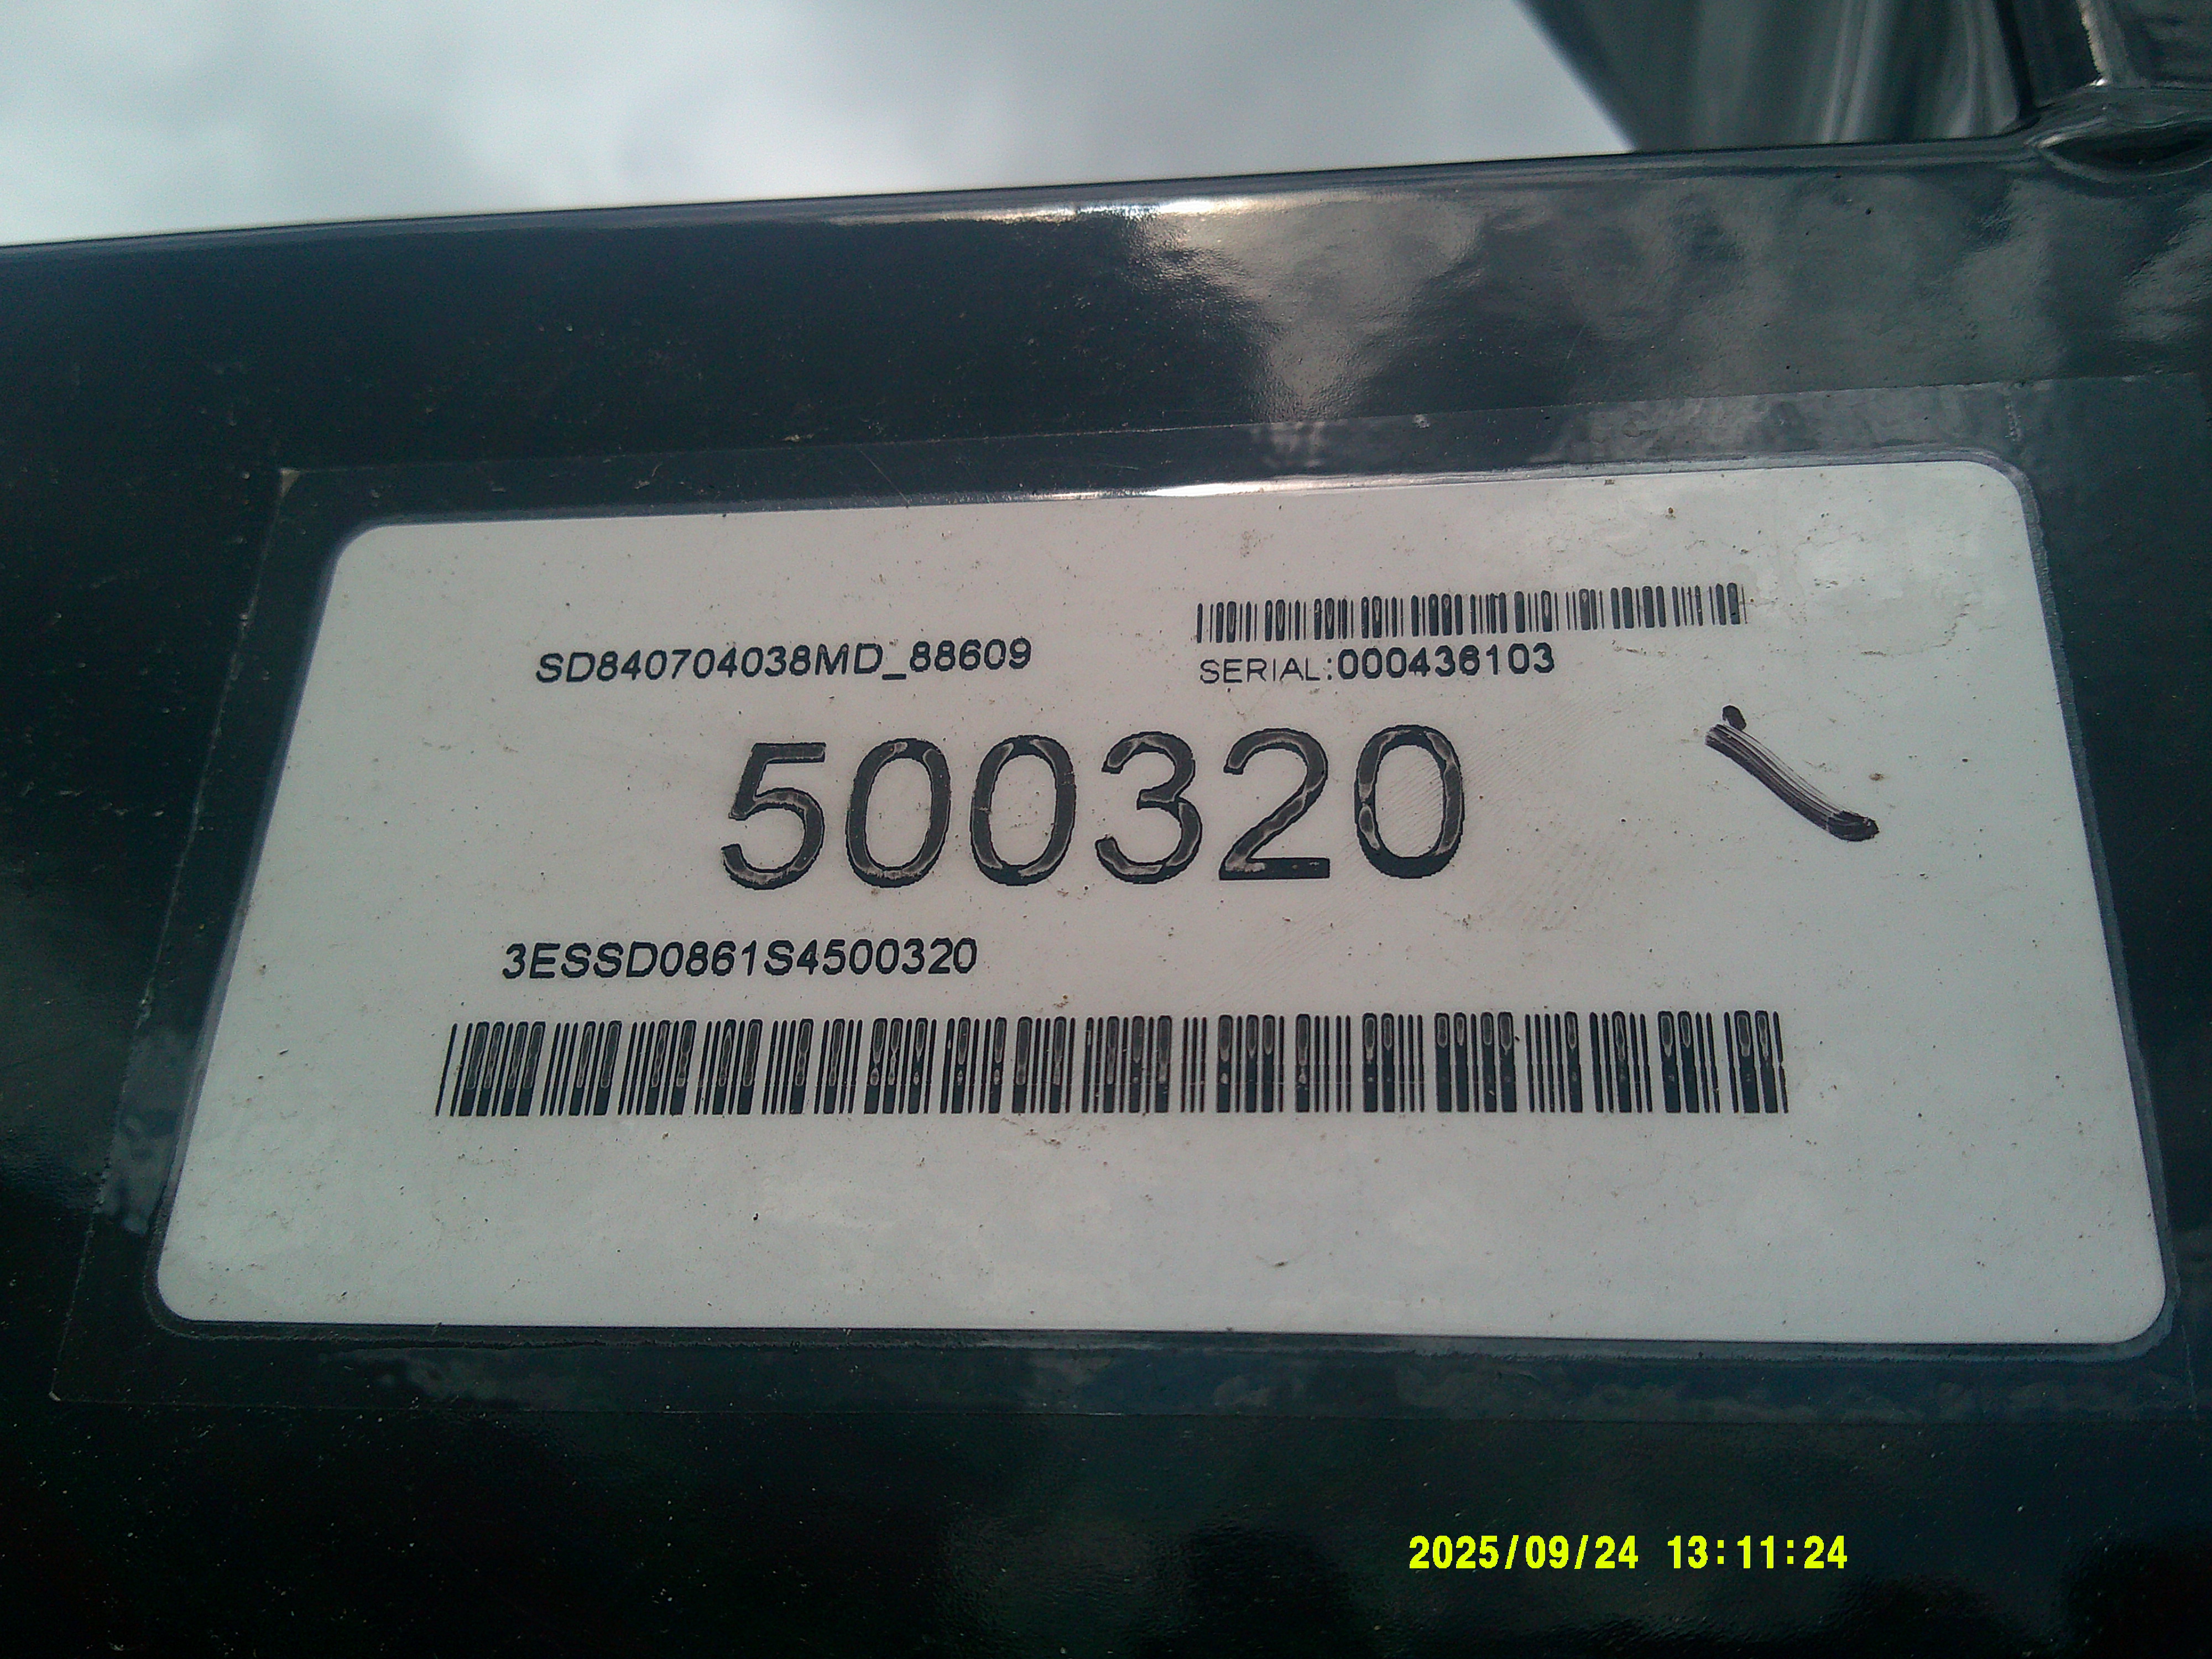 SD840704038MD_88609
SERIAL:000436103
500320
3ESSD0861S4500320
2025/09/24 13:11:24